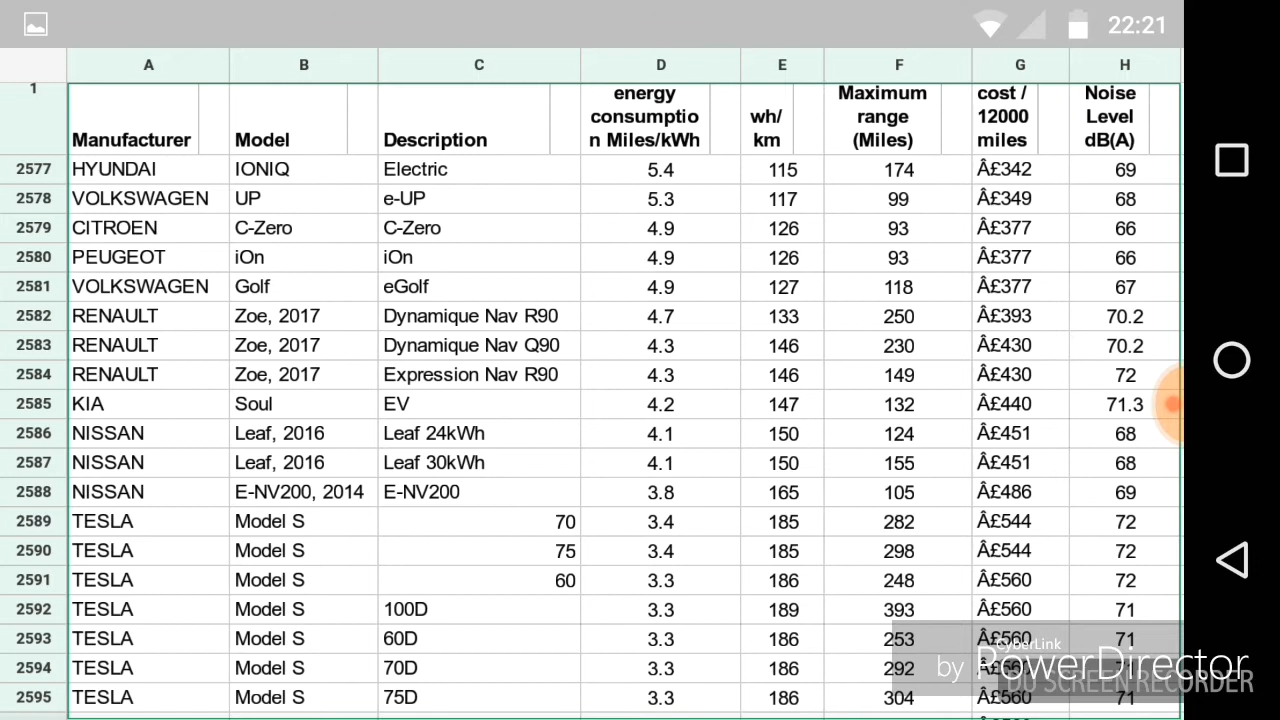 22:21
A B C D E F G H
1 Manufacturer Model Description energy consumptio n Miles/kWh wh/ km Maximum range (Miles) cost / 12000 miles Noise Level dB(A)
2577 HYUNDAI IONIQ Electric 5.4 115 174 Â£342 69
2578 VOLKSWAGEN UP e-UP 5.3 117 99 Â£349 68
2579 CITROEN C-Zero C-Zero 4.9 126 93 Â£377 66
2580 PEUGEOT iOn iOn 4.9 126 93 Â£377 66
2581 VOLKSWAGEN Golf eGolf 4.9 127 118 Â£377 67
2582 RENAULT Zoe, 2017 Dynamique Nav R90 4.7 133 250 Â£393 70.2
2583 RENAULT Zoe, 2017 Dynamique Nav Q90 4.3 146 230 Â£430 70.2
2584 RENAULT Zoe, 2017 Expression Nav R90 4.3 146 149 Â£430 72
2585 KIA Soul EV 4.2 147 132 Â£440 71.3
2586 NISSAN Leaf, 2016 Leaf 24kWh 4.1 150 124 Â£451 68
2587 NISSAN Leaf, 2016 Leaf 30kWh 4.1 150 155 Â£451 68
2588 NISSAN E-NV200, 2014 E-NV200 3.8 165 105 Â£486 69
2589 TESLA Model S 70 3.4 185 282 Â£544 72
2590 TESLA Model S 75 3.4 185 298 Â£544 72
2591 TESLA Model S 60 3.3 186 248 Â£560 72
2592 TESLA Model S 100D 3.3 189 393 Â£560 71
2593 TESLA Model S 60D 3.3 186 253 Â£560 71
2594 TESLA Model S 70D 3.3 186 292 Â£560 71
2595 TESLA Model S 75D 3.3 186 304 Â£560 71
CyberLink
by PowerDirector
DU SCREEN RECORDER